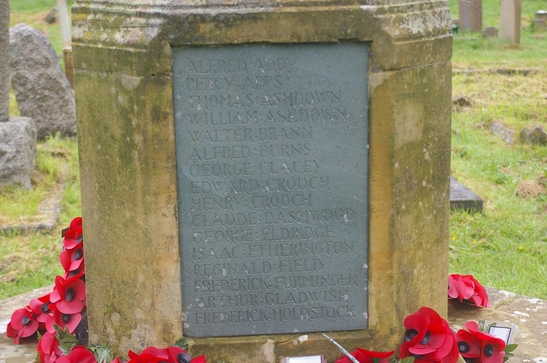 ALFRED·ADDY
PERCY·APPS
THOMAS·ASHDOWN
WILLIAM·ASHDOWN
WALTER·BRANN
ALFRED·BURNS
GEORGE·CLACEY
EDWARD·CROUCH
HENRY·CROUCH
CLAUDE·DASHWOOD
GEORGE·ELDRIDGE
ISAAC·ETHERINGTON
REGINALD·FIELD
FREDERICK·FURMINGER
ARTHUR·GLADWISH
FREDERICK·HOLDSTOCK